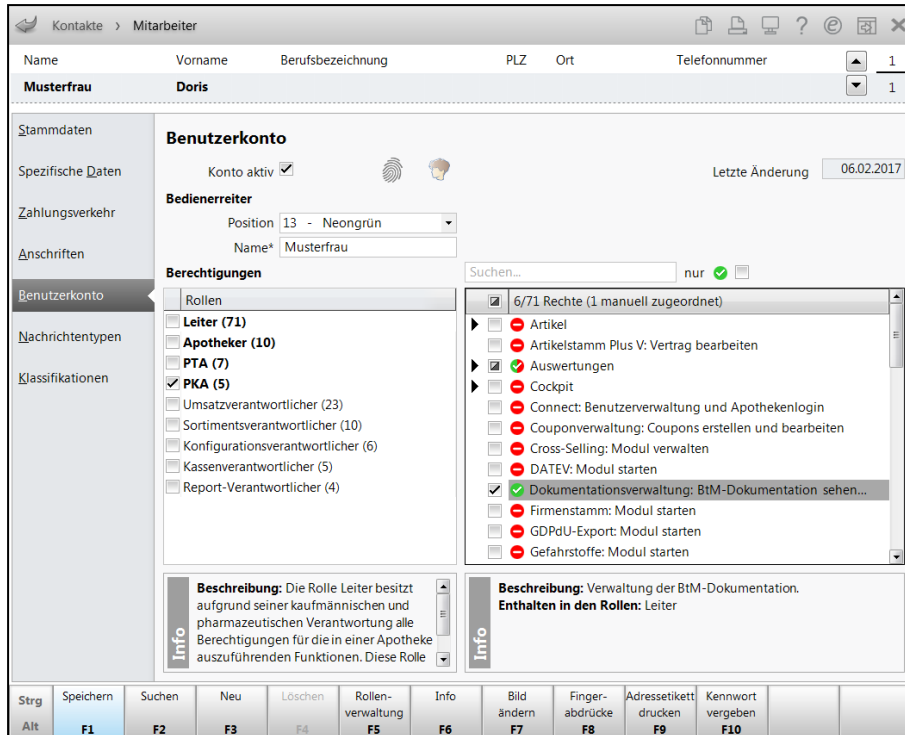 Kontakte > Mitarbeiter
Name Vorname Berufsbezeichnung PLZ Ort Telefonnummer 1
Musterfrau Doris 1
Stammdaten
Spezifische Daten
Zahlungsverkehr
Anschriften
Benutzerkonto
Nachrichtentypen
Klassifikationen
Benutzerkonto
Konto aktiv
Letzte Änderung 06.02.2017
Bedienerreiter
Position 13 - Neongrün
Name* Musterfrau
Berechtigungen
Suchen... nur
Rollen
Leiter (71)
Apotheker (10)
PTA (7)
PKA (5)
Umsatzverantwortlicher (23)
Sortimentsverantwortlicher (10)
Konfigurationsverantwortlicher (6)
Kassenverantwortlicher (5)
Report-Verantwortlicher (4)
6/71 Rechte (1 manuell zugeordnet)
Artikel
Artikelstamm Plus V: Vertrag bearbeiten
Auswertungen
Cockpit
Connect: Benutzerverwaltung und Apothekenlogin
Couponverwaltung: Coupons erstellen und bearbeiten
Cross-Selling: Modul verwalten
DATEV: Modul starten
Dokumentationsverwaltung: BtM-Dokumentation sehen...
Firmenstamm: Modul starten
GDPdU-Export: Modul starten
Gefahrstoffe: Modul starten
Info
Beschreibung: Die Rolle Leiter besitzt
aufgrund seiner kaufmännischen und
pharmazeutischen Verantwortung alle
Berechtigungen für die in einer Apotheke
auszuführenden Funktionen. Diese Rolle
Info
Beschreibung: Verwaltung der BtM-Dokumentation.
Enthalten in den Rollen: Leiter
Strg
Alt
Speichern
F1
Suchen
F2
Neu
F3
Löschen
F4
Rollen-
verwaltung
F5
Info
F6
Bild
ändern
F7
Finger-
abdrücke
F8
Adressetikett
drucken
F9
Kennwort
vergeben
F10